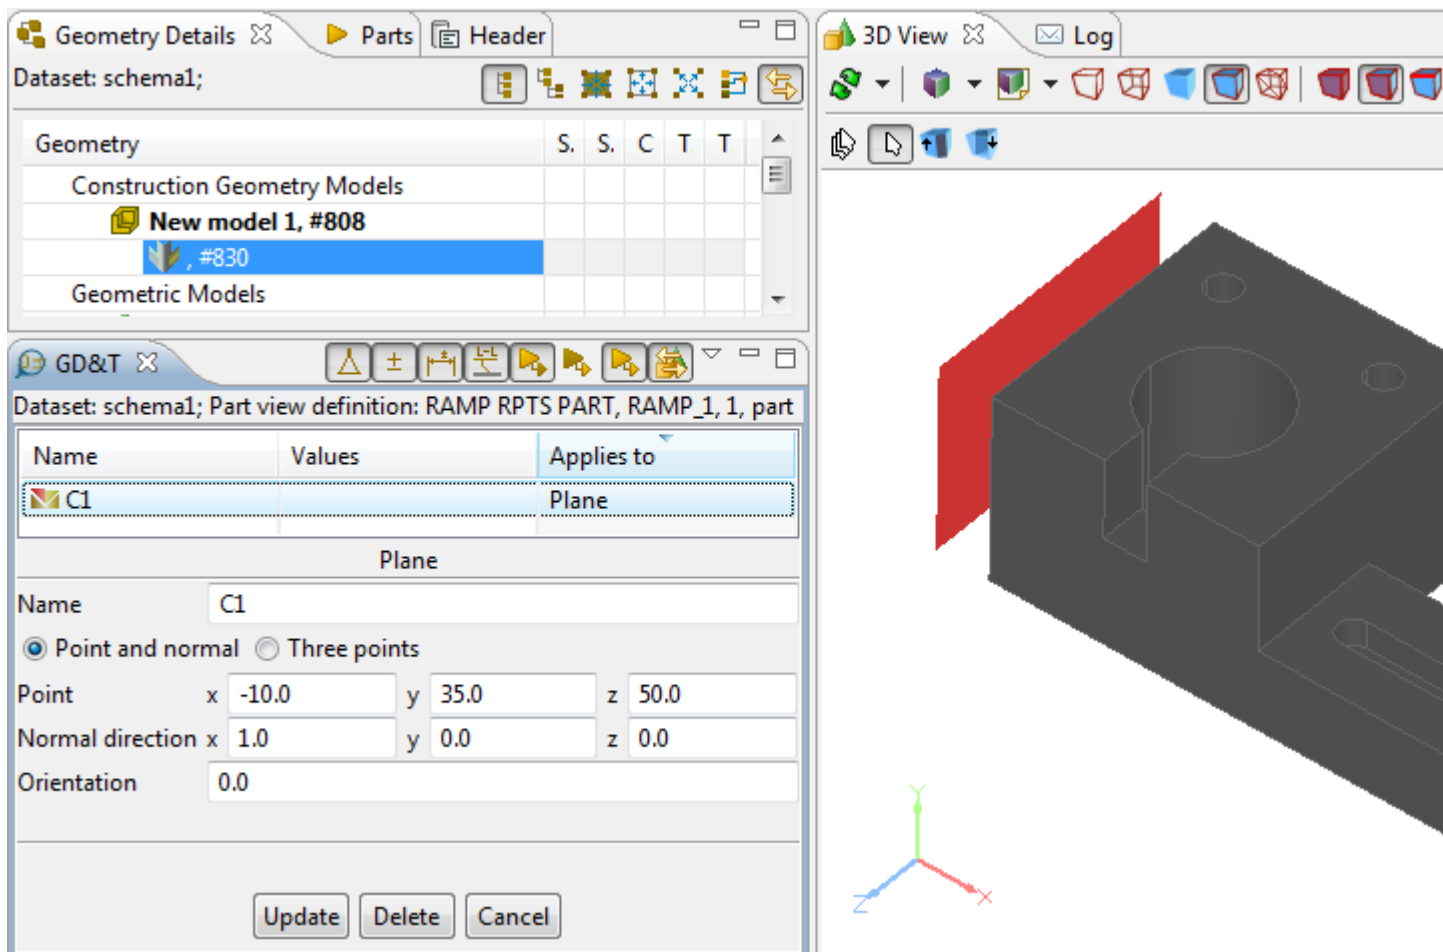 Geometry Details Parts Header
Dataset: schema1;
Geometry S. S. C T T
Construction Geometry Models
New model 1, #808
, #830
Geometric Models
GD&T
Dataset: schema1; Part view definition: RAMP RPTS PART, RAMP_1, 1, part
Name Values Applies to
C1 Plane
Plane
Name C1
Point and normal Three points
Point x -10.0 y 35.0 z 50.0
Normal direction x 1.0 y 0.0 z 0.0
Orientation 0.0
Update Delete Cancel
3D View Log
Y
Z X